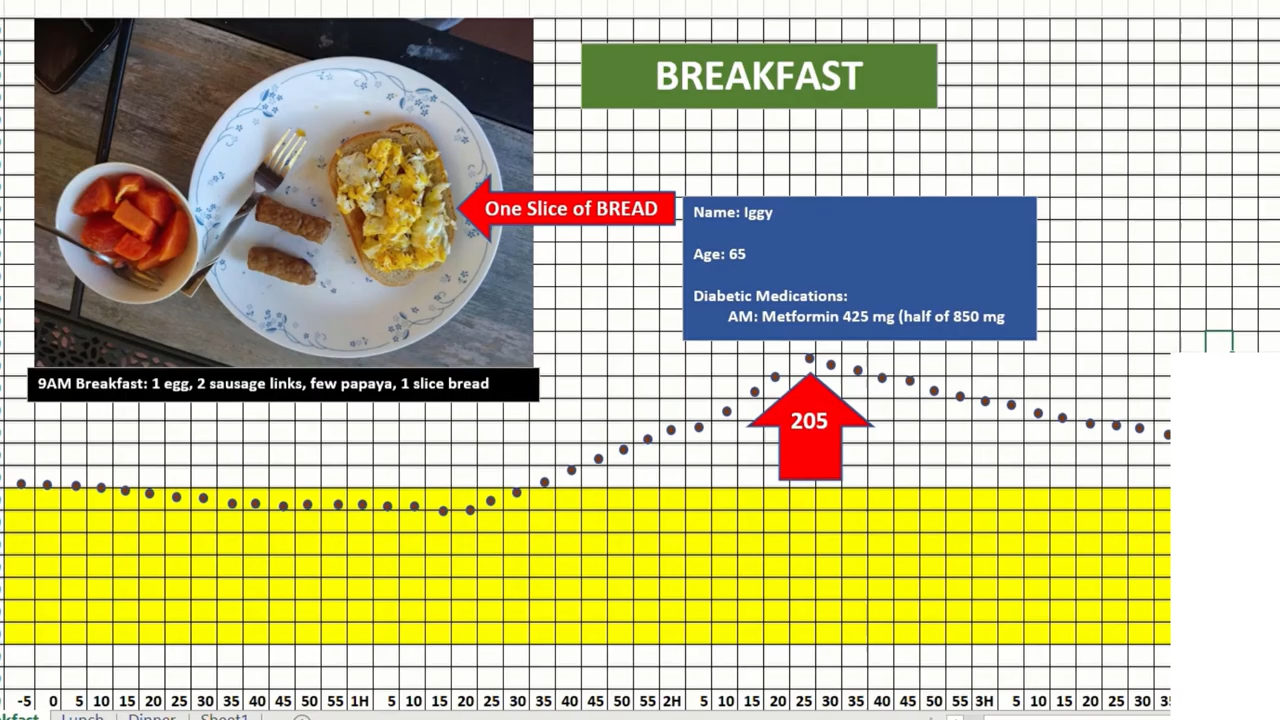 BREAKFAST
One Slice of BREAD
Name: Iggy
Age: 65
Diabetic Medications:
AM: Metformin 425 mg (half of 850 mg
9AM Breakfast: 1 egg, 2 sausage links, few papaya, 1 slice bread
205
-5 0 5 10 15 20 25 30 35 40 45 50 55 1H 5 10 15 20 25 30 35 40 45 50 55 2H 5 10 15 20 25 30 35 40 45 50 55 3H 5 10 15 20 25 30
Lunch Dinner Sheet1